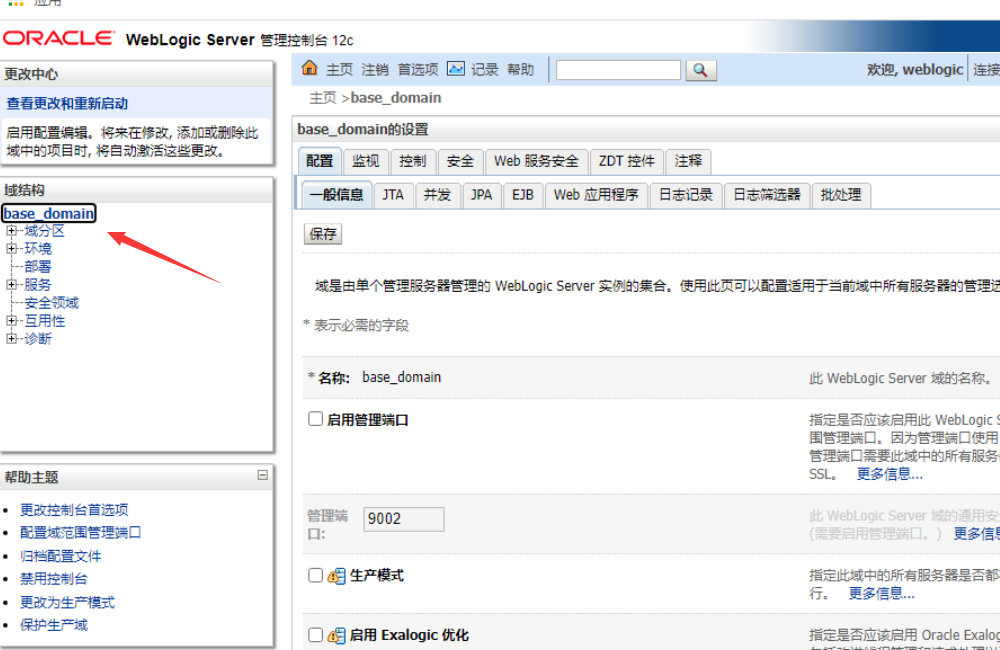 应用
ORACLE WebLogic Server 管理控制台 12c
更改中心
查看更改和重新启动
启用配置编辑。将来在修改, 添加或删除此
域中的项目时, 将自动激活这些更改。
域结构
base_domain
域分区
环境
部署
服务
安全领域
互用性
诊断
帮助主题
更改控制台首选项
配置域范围管理端口
归档配置文件
禁用控制台
更改为生产模式
保护生产域
主页 注销 首选项 记录 帮助
欢迎, weblogic 连接
主页 >base_domain
base_domain的设置
配置 监视 控制 安全 Web 服务安全 ZDT 控件 注释
一般信息 JTA 并发 JPA EJB Web 应用程序 日志记录 日志筛选器 批处理
保存
域是由单个管理服务器管理的 WebLogic Server 实例的集合。使用此页可以配置适用于当前域中所有服务器的管理选
* 表示必需的字段
* 名称: base_domain
此 WebLogic Server 域的名称。
启用管理端口
指定是否应该启用此 WebLogic S
围管理端口。因为管理端口使用
管理端口需要此域中的所有服务
SSL。 更多信息...
管理端
口:
9002
此 WebLogic Server 域的通用安
(需要启用管理端口。) 更多信息
生产模式
指定此域中的所有服务器是否都
行。 更多信息...
启用 Exalogic 优化
指定是否应该启用 Oracle Exalog